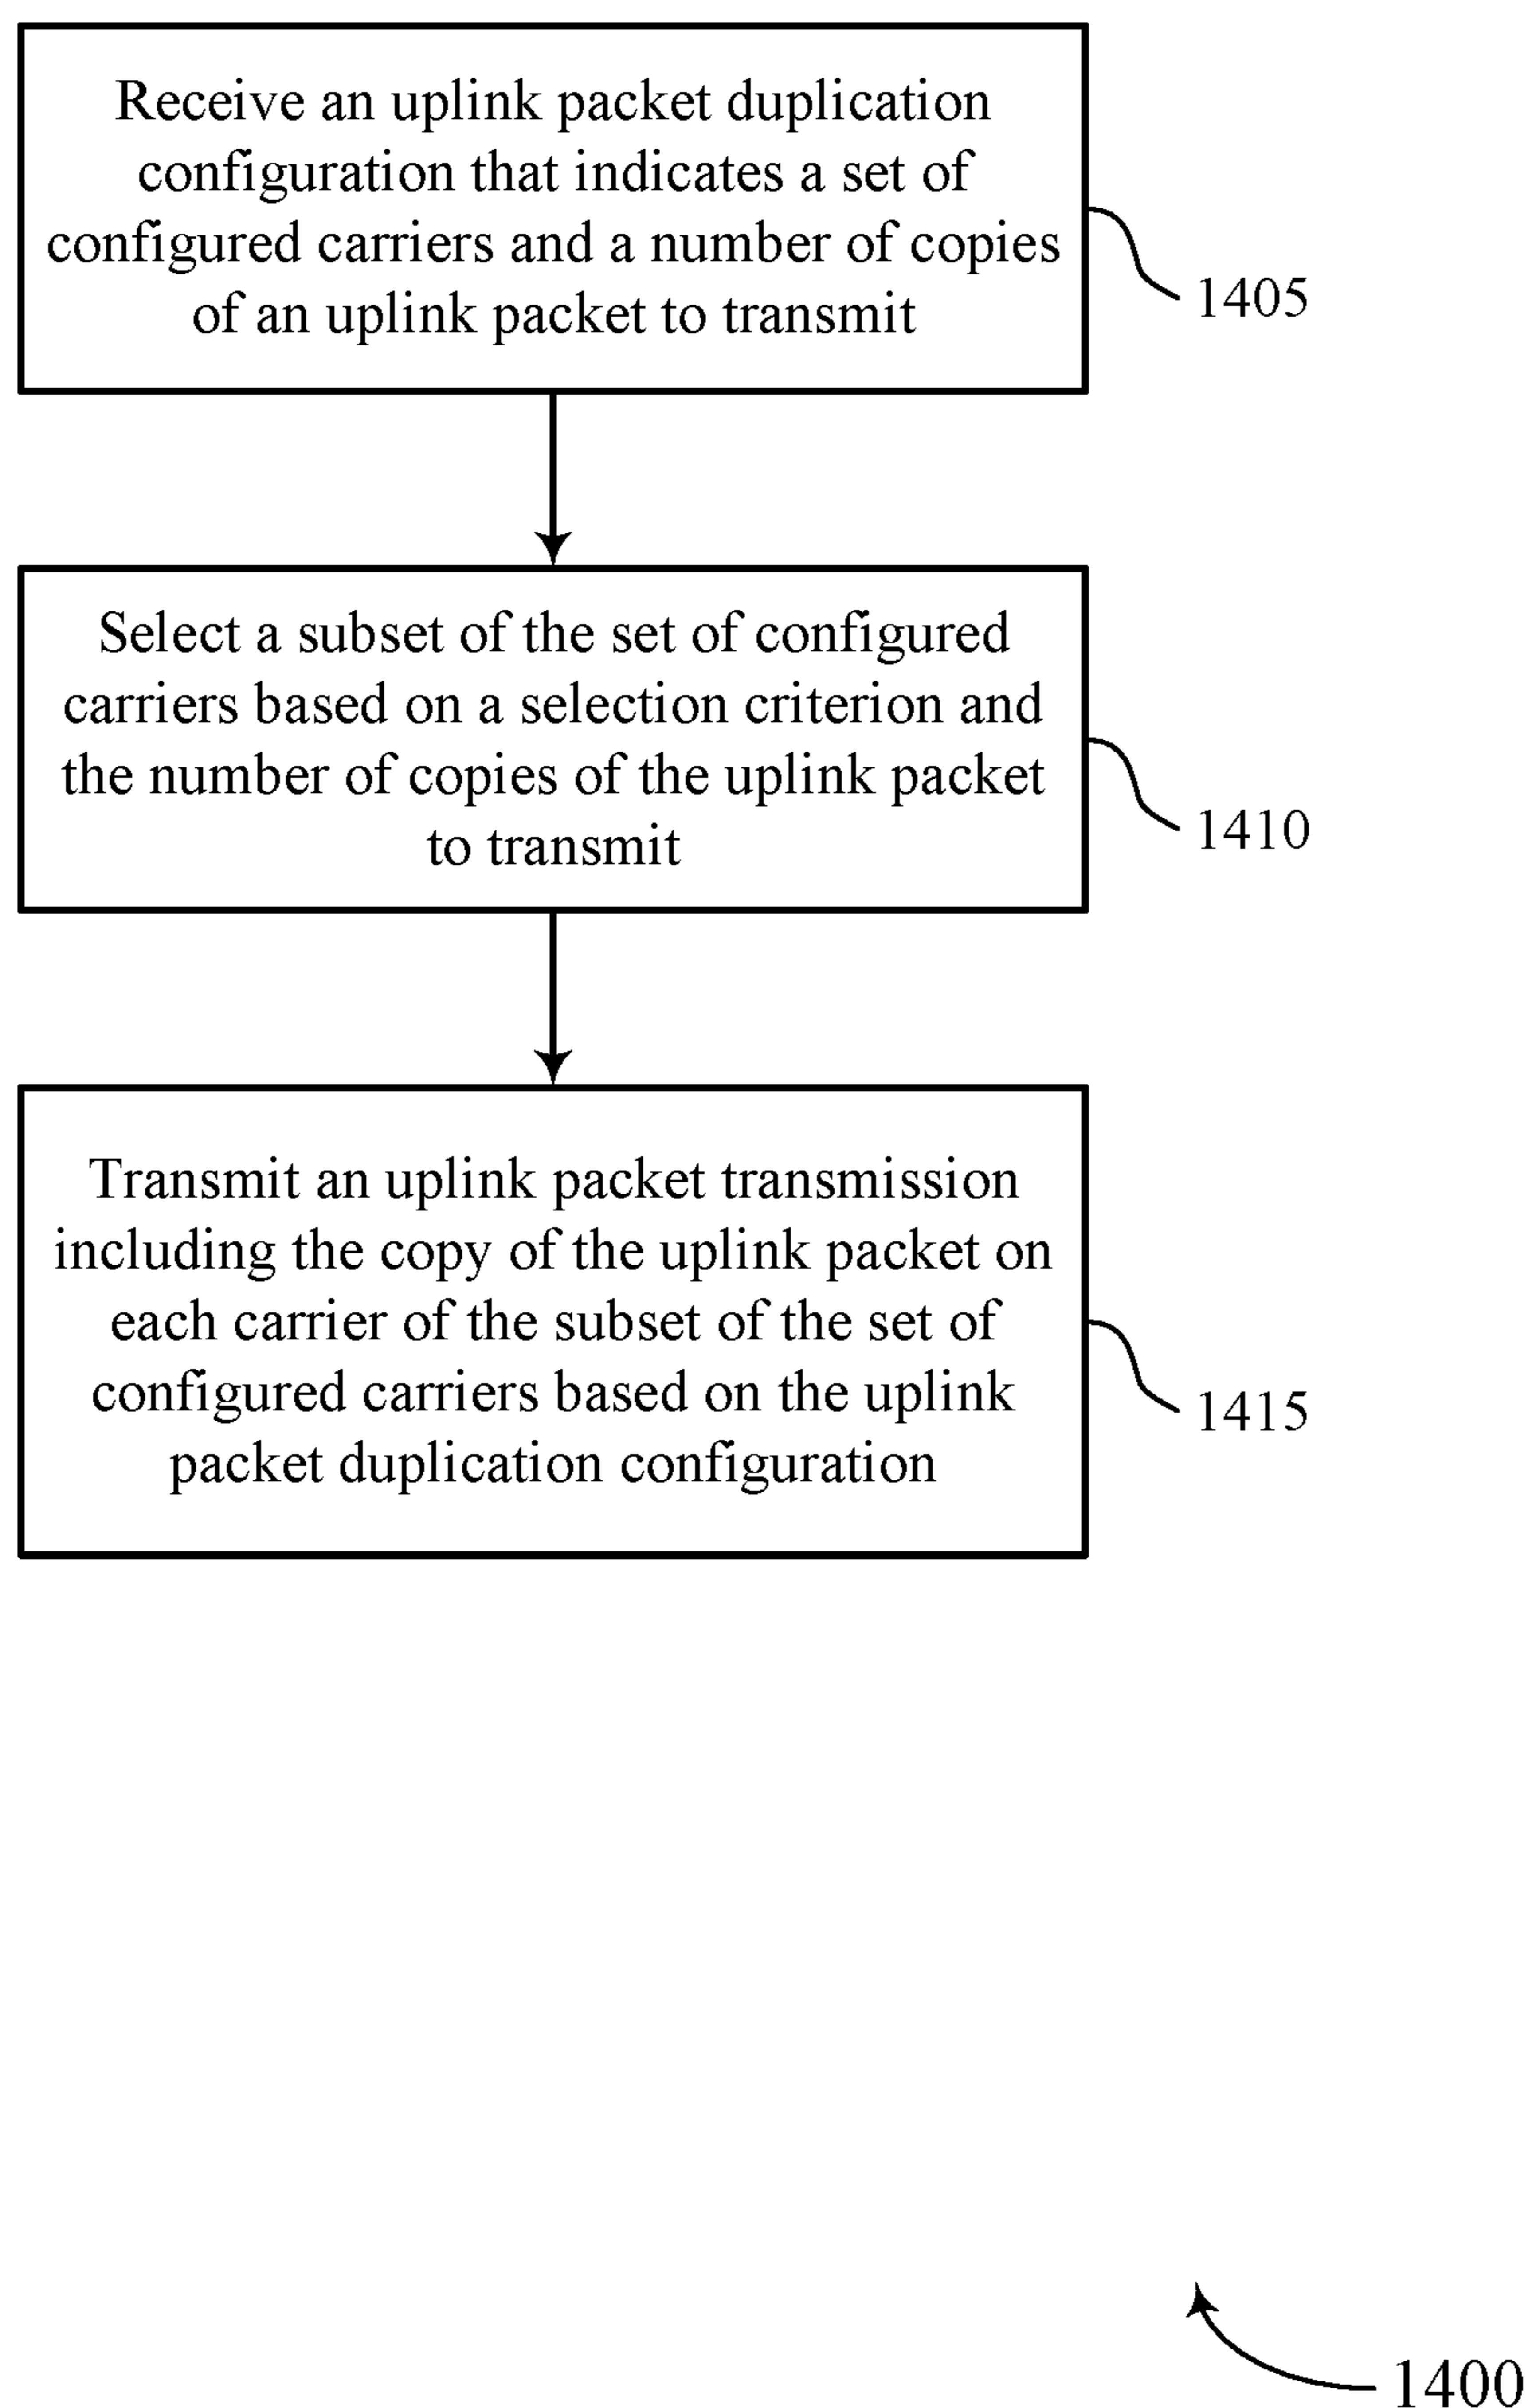 Receive an uplink packet duplication
configuration that indicates a set of
configured carriers and a number of copies
of an uplink packet to transmit
1405
Select a subset of the set of configured
carriers based on a selection criterion and
the number of copies of the uplink packet
to transmit
1410
Transmit an uplink packet transmission
including the copy of the uplink packet on
each carrier of the subset of the set of
configured carriers based on the uplink
packet duplication configuration
1415
1400